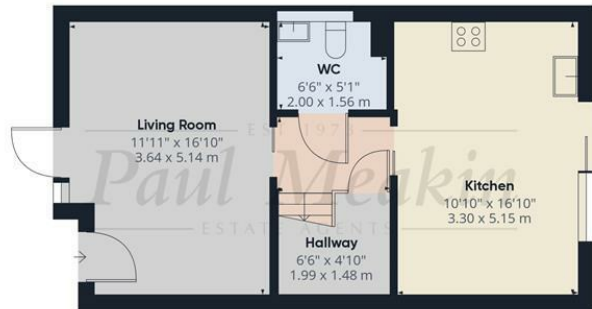 WC
6'6" x 5'1"
2.00 x 1.56 m
Living Room
11'11" x 16'10"
3.64 x 5.14 m
EST 1973
Paul Meakin
ESTATE AGENTS
Kitchen
10'10" x 16'10"
3.30 x 5.15 m
Hallway
6'6" x 4'10"
1.99 x 1.48 m